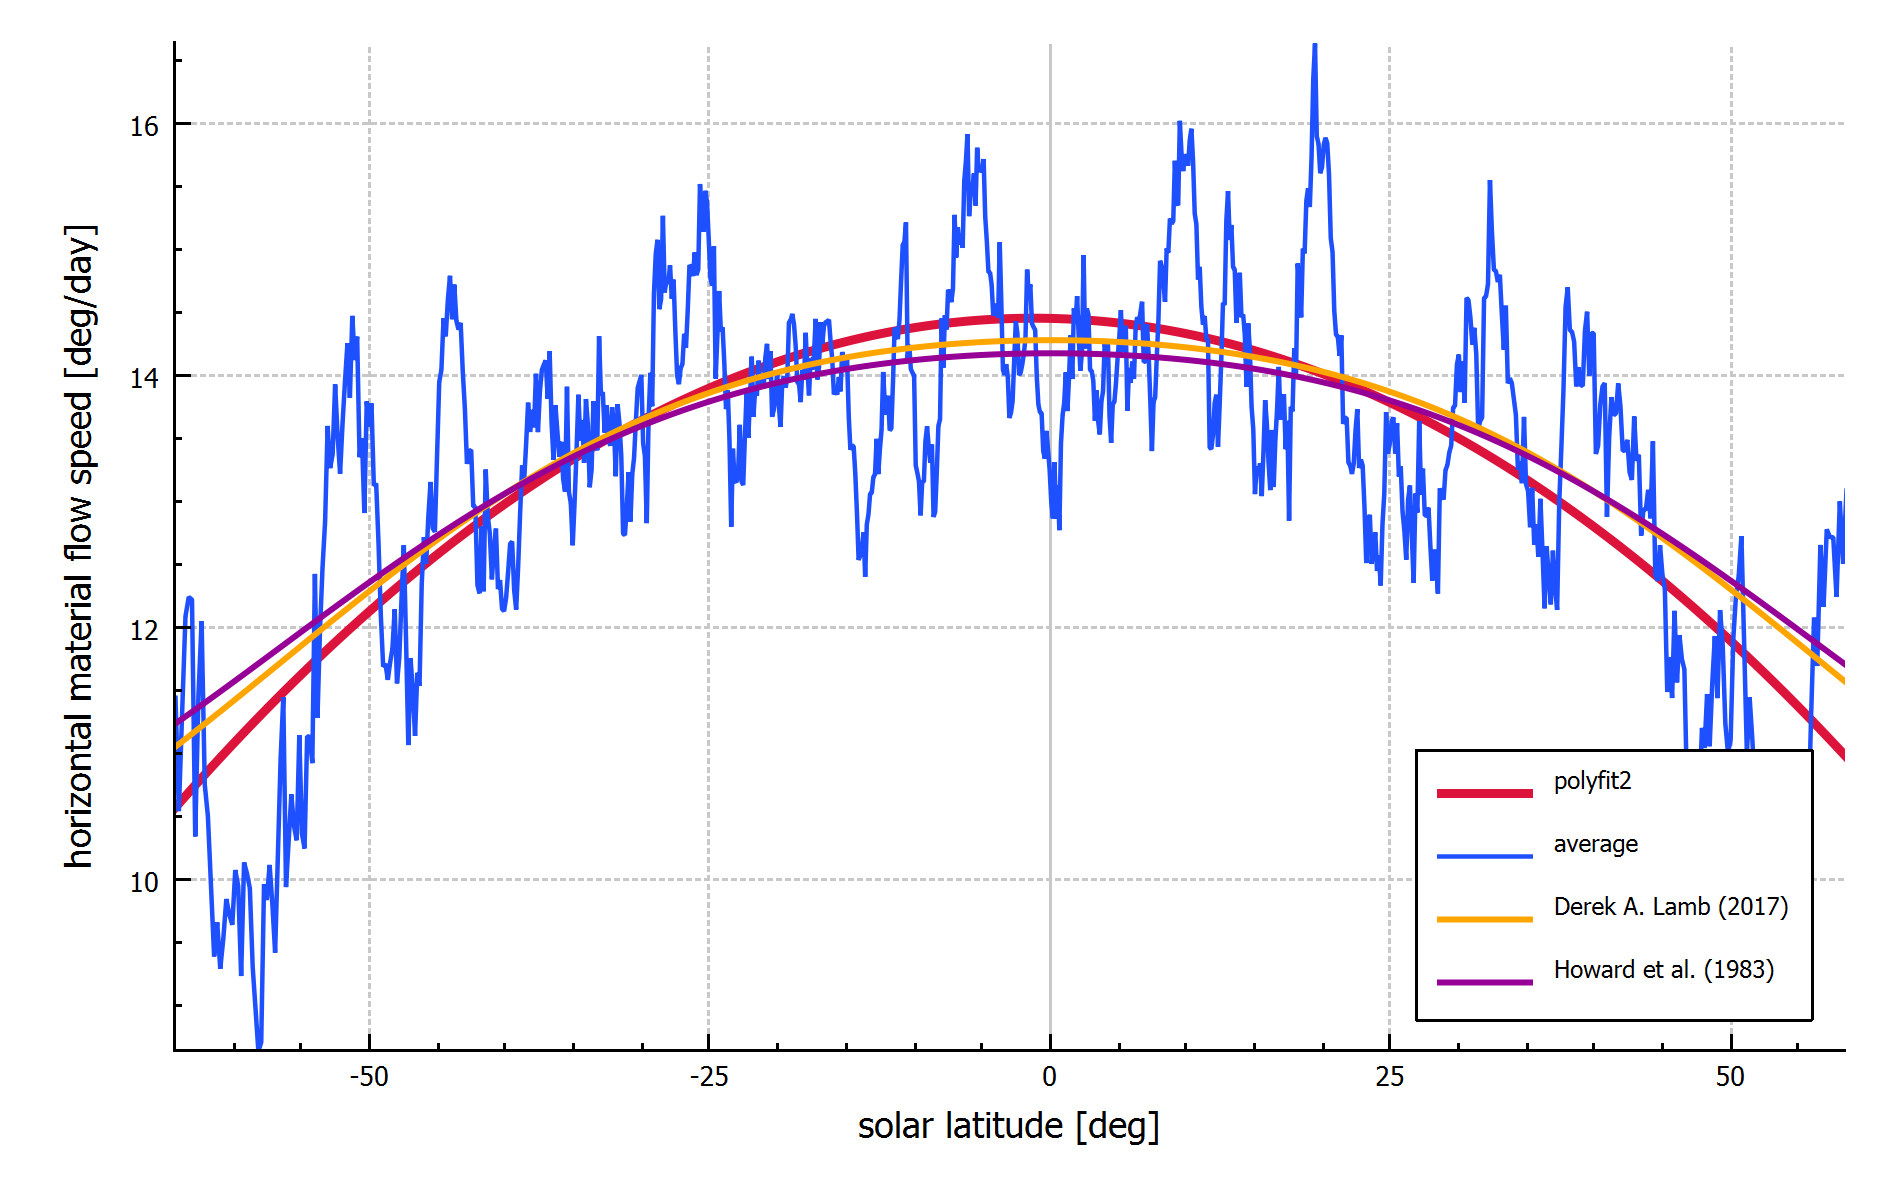 horizontal material flow speed [deg/day]
16
14
12
10
-50
-25
0
25
50
solar latitude [deg]
polyfit2
average
Derek A. Lamb (2017)
Howard et al. (1983)